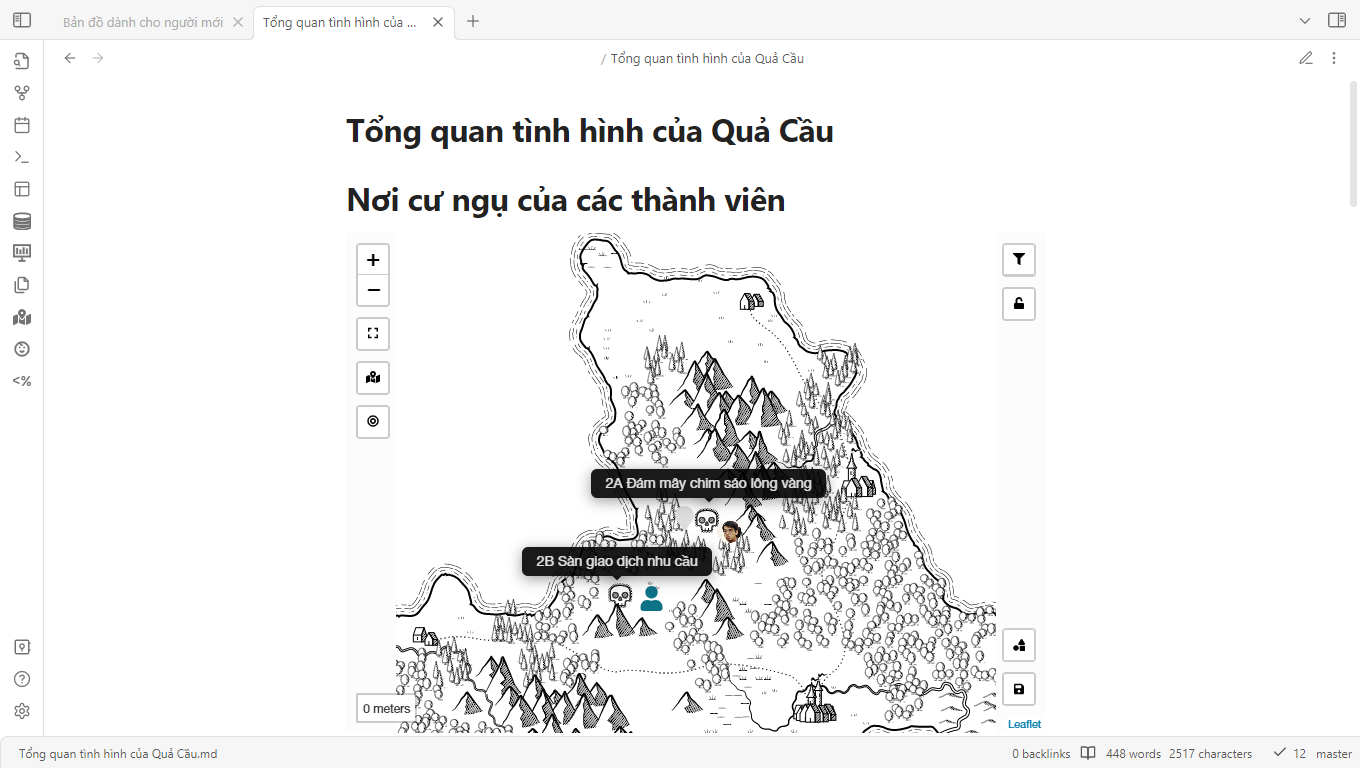 Bản đồ dành cho người mới
Tổng quan tình hình của ...
/ Tổng quan tình hình của Quả Cầu
Tổng quan tình hình của Quả Cầu
Nơi cư ngụ của các thành viên
+
−
2A Đám mây chim sáo lông vàng
2B Sàn giao dịch nhu cầu
0 meters
Leaflet
<%
Tổng quan tình hình của Quả Cầu.md
0 backlinks
448 words
2517 characters
12
master